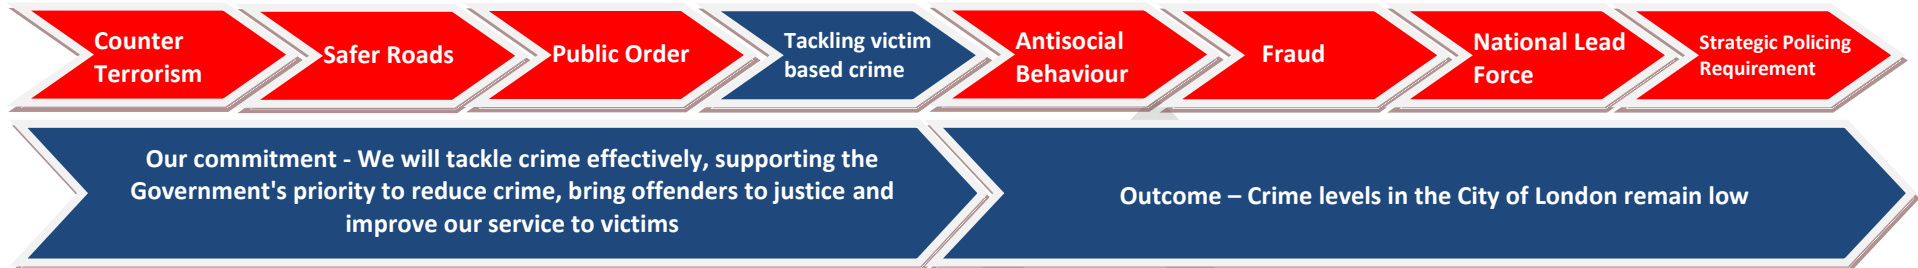 Counter
Terrorism
Safer Roads
Public Order
Tackling victim
based crime
Antisocial
Behaviour
Fraud
National Lead
Force
Strategic Policing
Requirement
Our commitment - We will tackle crime effectively, supporting the
Government's priority to reduce crime, bring offenders to justice and
improve our service to victims
Outcome – Crime levels in the City of London remain low